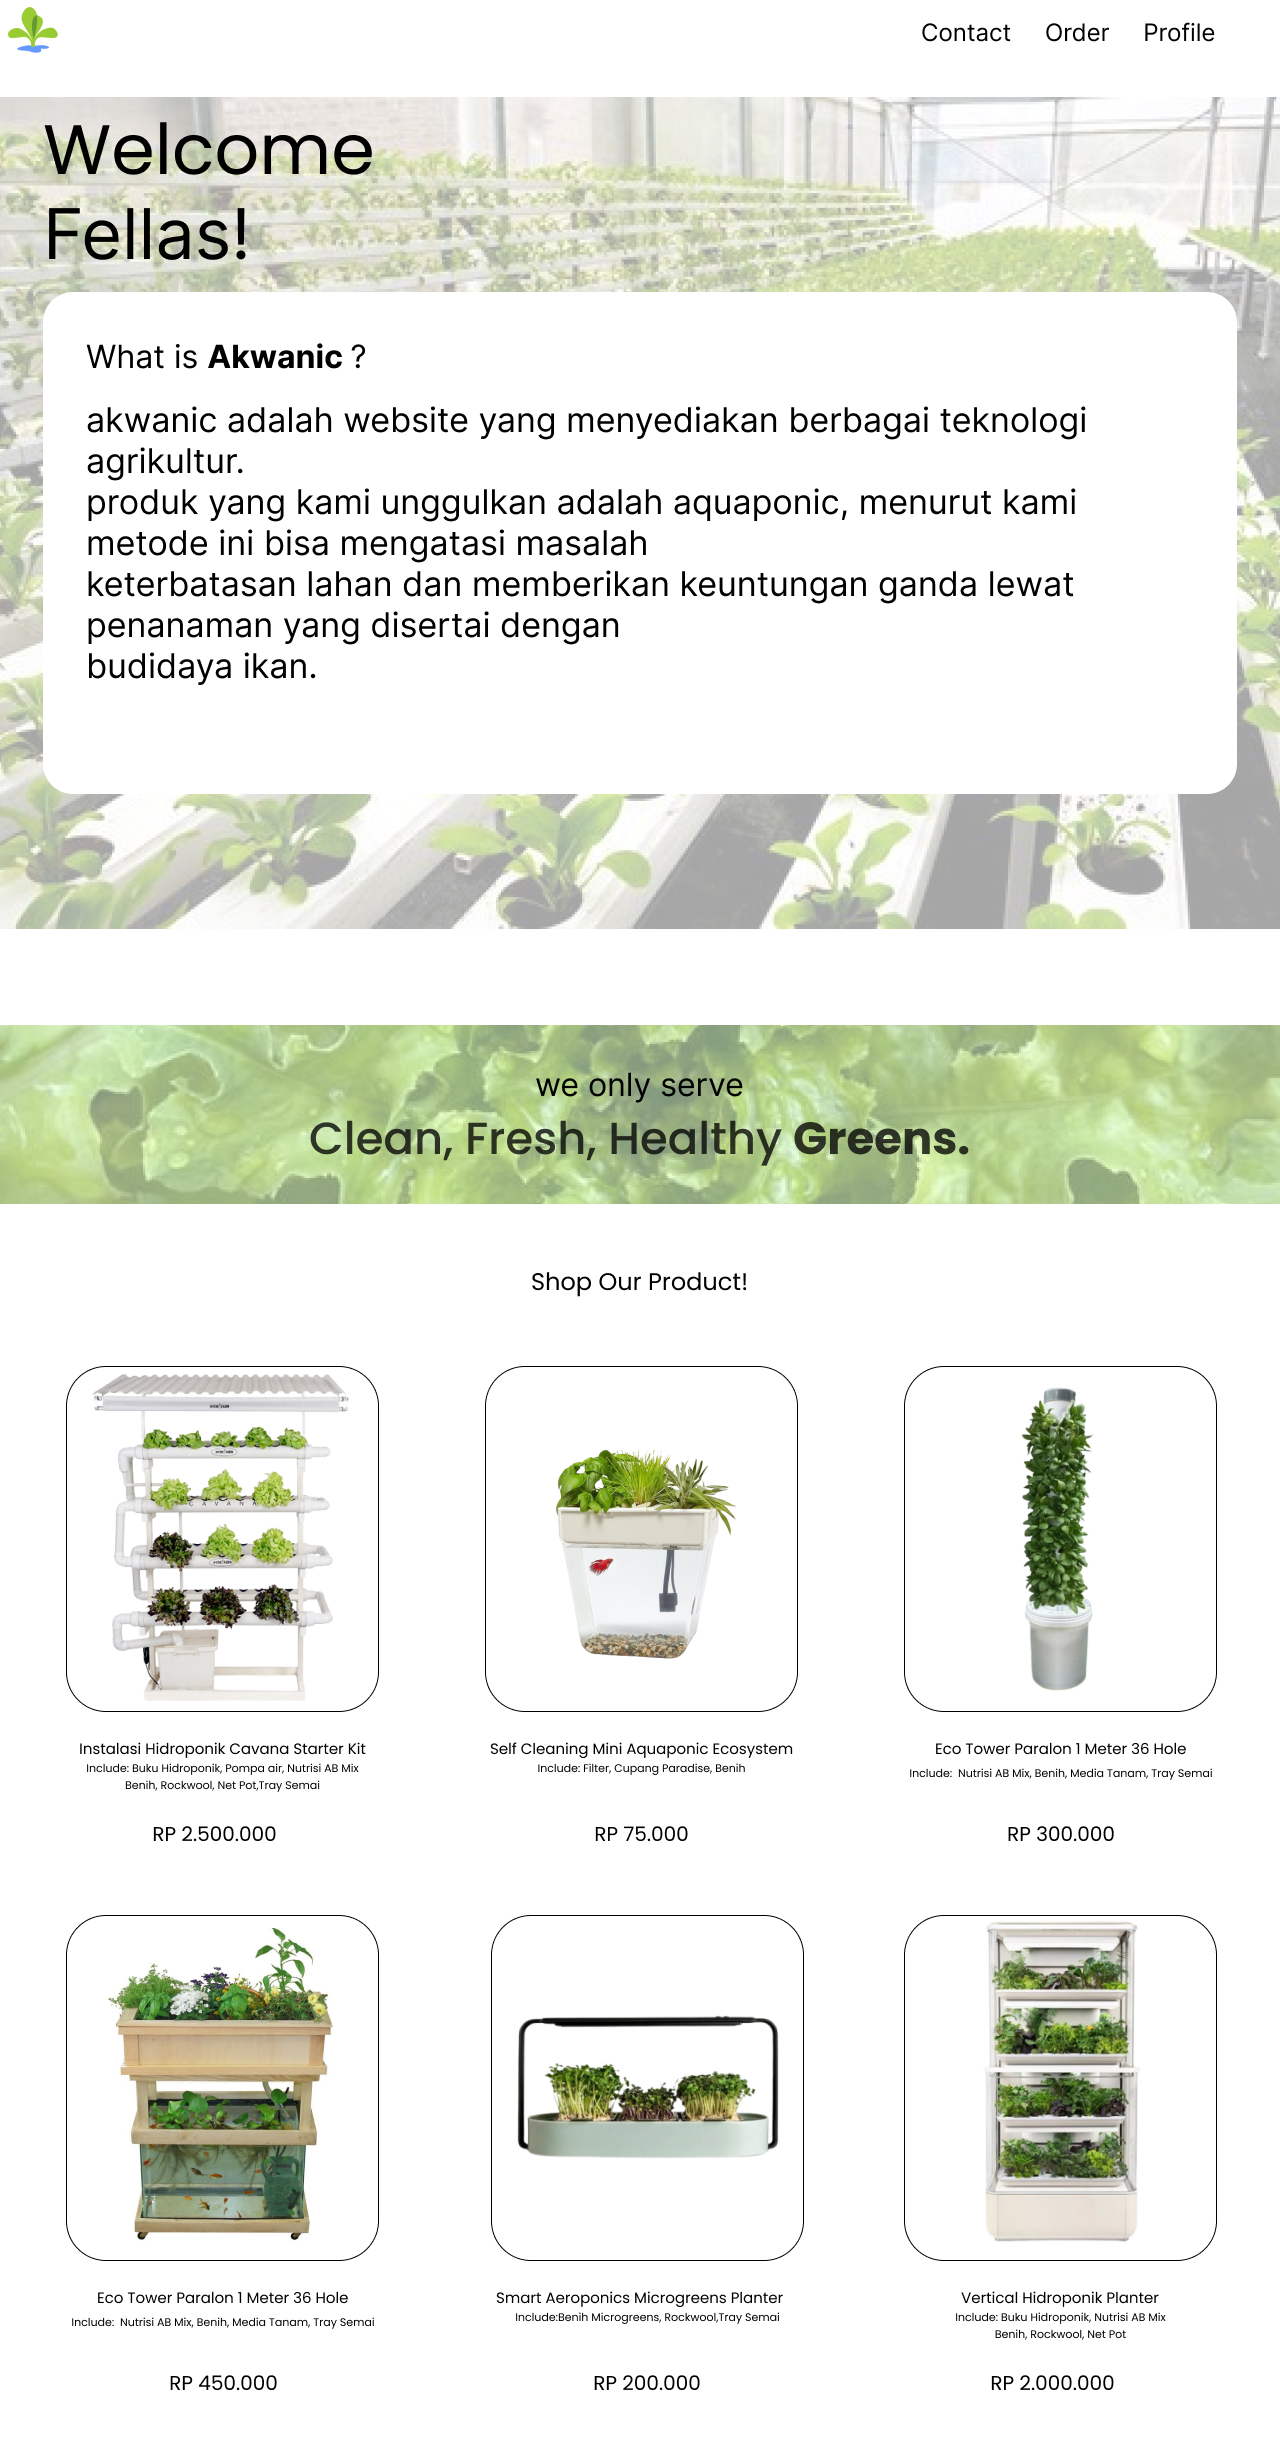 Contact Order Profile
Welcome
Fellas!
What is Akwanic ?
akwanic adalah website yang menyediakan berbagai teknologi
agrikultur.
produk yang kami unggulkan adalah aquaponic, menurut kami
metode ini bisa mengatasi masalah
keterbatasan lahan dan memberikan keuntungan ganda lewat
penanaman yang disertai dengan
budidaya ikan.
we only serve
Clean, Fresh, Healthy Greens.
Shop Our Product!
CAVANA
Instalasi Hidroponik Cavana Starter Kit
Include: Buku Hidroponik, Pompa air, Nutrisi AB Mix
Benih, Rockwool, Net Pot,Tray Semai
RP 2.500.000
Self Cleaning Mini Aquaponic Ecosystem
Include: Filter, Cupang Paradise, Benih
RP 75.000
Eco Tower Paralon 1 Meter 36 Hole
Include: Nutrisi AB Mix, Benih, Media Tanam, Tray Semai
RP 300.000
Eco Tower Paralon 1 Meter 36 Hole
Include: Nutrisi AB Mix, Benih, Media Tanam, Tray Semai
RP 450.000
Smart Aeroponics Microgreens Planter
Include:Benih Microgreens, Rockwool,Tray Semai
RP 200.000
Vertical Hidroponik Planter
Include: Buku Hidroponik, Nutrisi AB Mix
Benih, Rockwool, Net Pot
RP 2.000.000